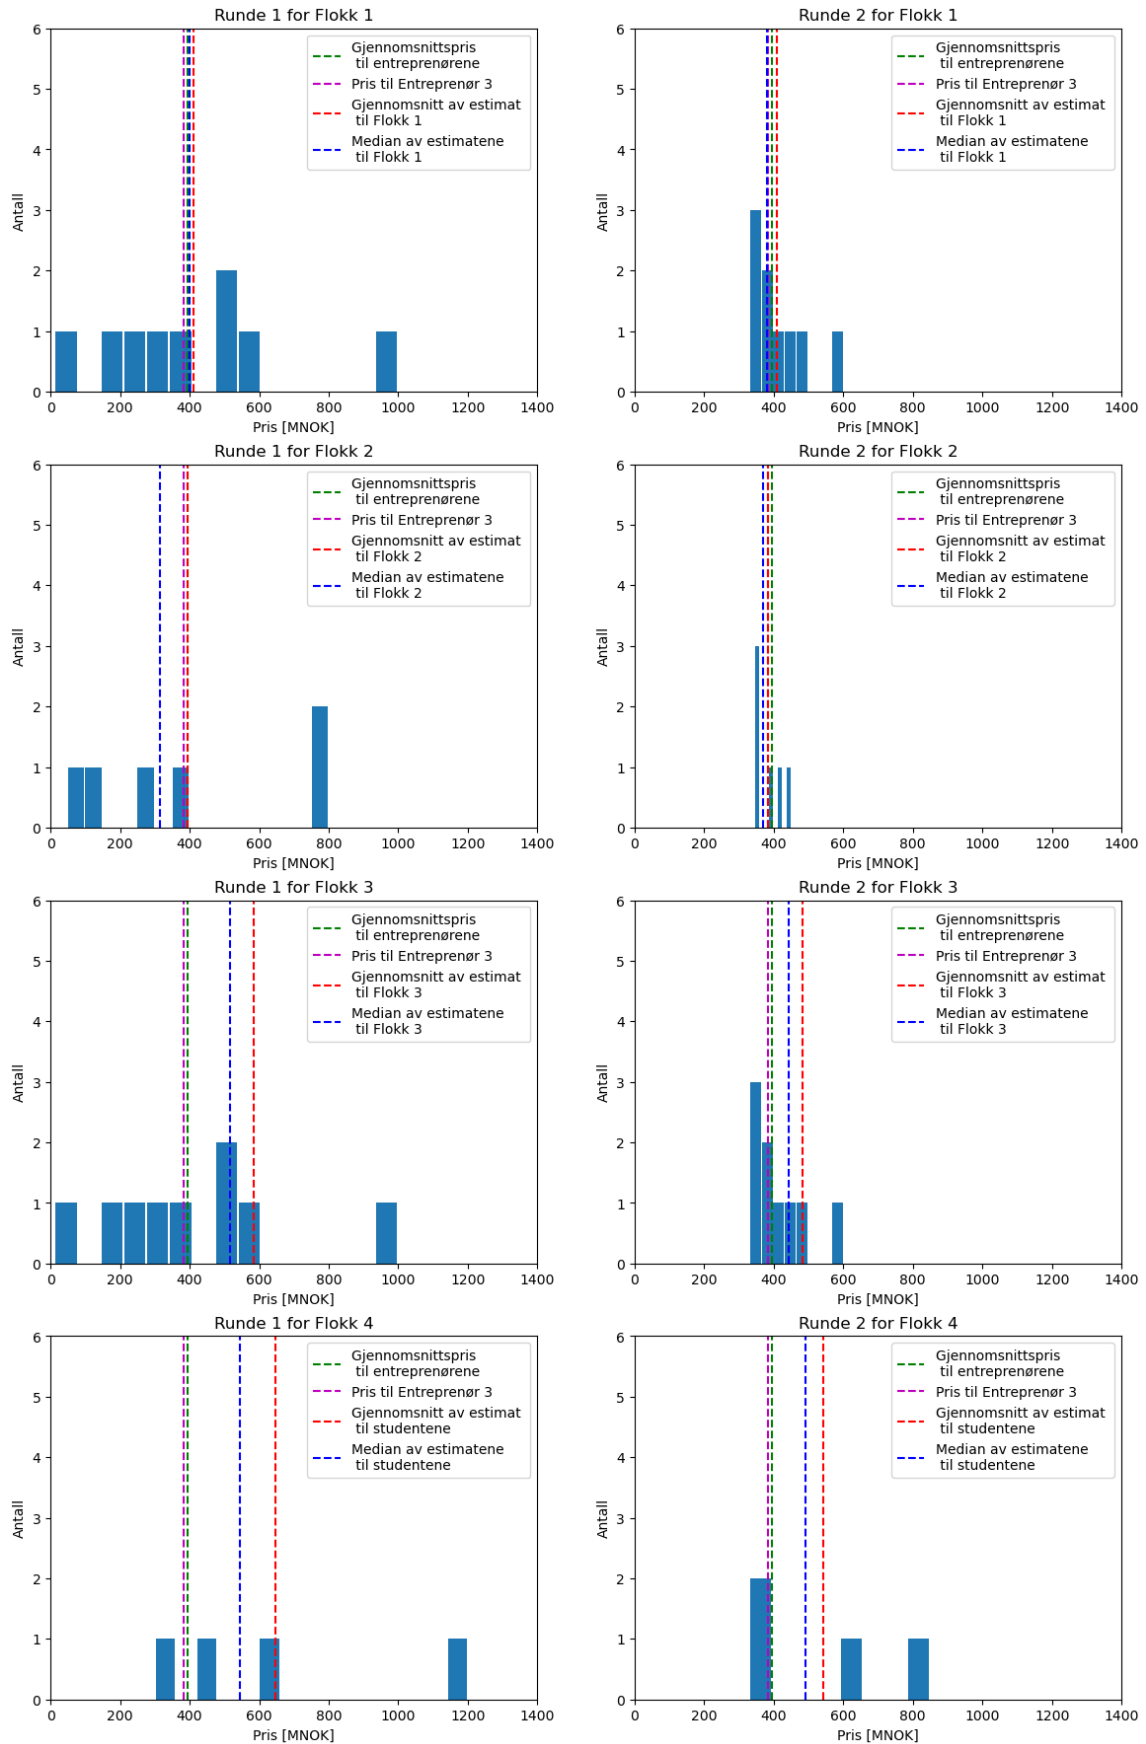 Runde 1 for Flokk 1
6
5
4
3
2
1
0
Antall
0 200 400 600 800 1000 1200 1400
Pris [MNOK]
Gjennomsnittspris
til entreprenørene
Pris til Entreprenør 3
Gjennomsnitt av estimat
til Flokk 1
Median av estimatene
til Flokk 1
Runde 2 for Flokk 1
6
5
4
3
2
1
0
Antall
0 200 400 600 800 1000 1200 1400
Pris [MNOK]
Gjennomsnittspris
til entreprenørene
Pris til Entreprenør 3
Gjennomsnitt av estimat
til Flokk 1
Median av estimatene
til Flokk 1
Runde 1 for Flokk 2
6
5
4
3
2
1
0
Antall
0 200 400 600 800 1000 1200 1400
Pris [MNOK]
Gjennomsnittspris
til entreprenørene
Pris til Entreprenør 3
Gjennomsnitt av estimat
til Flokk 2
Median av estimatene
til Flokk 2
Runde 2 for Flokk 2
6
5
4
3
2
1
0
Antall
0 200 400 600 800 1000 1200 1400
Pris [MNOK]
Gjennomsnittspris
til entreprenørene
Pris til Entreprenør 3
Gjennomsnitt av estimat
til Flokk 2
Median av estimatene
til Flokk 2
Runde 1 for Flokk 3
6
5
4
3
2
1
0
Antall
0 200 400 600 800 1000 1200 1400
Pris [MNOK]
Gjennomsnittspris
til entreprenørene
Pris til Entreprenør 3
Gjennomsnitt av estimat
til Flokk 3
Median av estimatene
til Flokk 3
Runde 2 for Flokk 3
6
5
4
3
2
1
0
Antall
0 200 400 600 800 1000 1200 1400
Pris [MNOK]
Gjennomsnittspris
til entreprenørene
Pris til Entreprenør 3
Gjennomsnitt av estimat
til Flokk 3
Median av estimatene
til Flokk 3
Runde 1 for Flokk 4
6
5
4
3
2
1
0
Antall
0 200 400 600 800 1000 1200 1400
Pris [MNOK]
Gjennomsnittspris
til entreprenørene
Pris til Entreprenør 3
Gjennomsnitt av estimat
til studentene
Median av estimatene
til studentene
Runde 2 for Flokk 4
6
5
4
3
2
1
0
Antall
0 200 400 600 800 1000 1200 1400
Pris [MNOK]
Gjennomsnittspris
til entreprenørene
Pris til Entreprenør 3
Gjennomsnitt av estimat
til studentene
Median av estimatene
til studentene